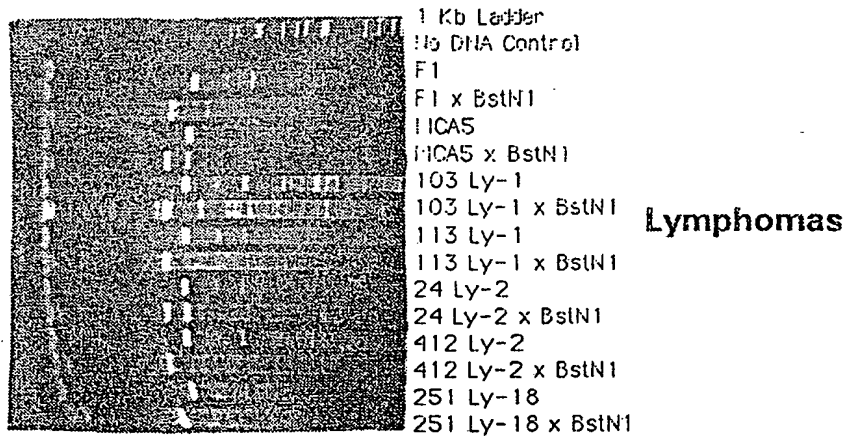 1 Kb Ladder
No DNA Control
F1
F1 x BstN1
MCA5
MCA5 x BstN1
103 Ly-1
103 Ly-1 x BstN1
113 Ly-1
113 Ly-1 x BstN1
24 Ly-2
24 Ly-2 x BstN1
412 Ly-2
412 Ly-2 x BstN1
251 Ly-18
251 Ly-18 x BstN1
Lymphomas